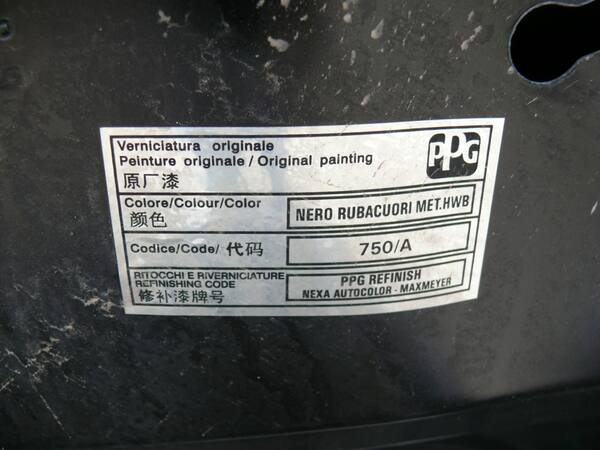 Verniciatura originale
Peinture originale / Original painting
原厂漆
PPG
Colore/Colour/Color
颜色
NERO RUBACUORI MET.HWB
Codice/Code/ 代码
750/A
RITOCCHI E RIVERNICIATURE
REFINISHING CODE
修补漆牌号
PPG REFINISH
NEXA AUTOCOLOR - MAXMEYER